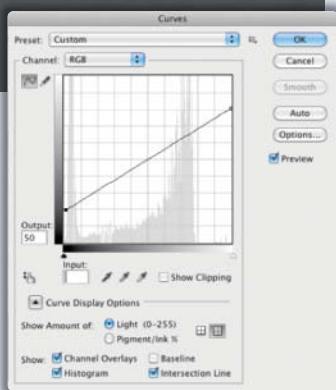 Curves
Preset: Custom
OK
Channel: RGB
Cancel
Smooth
Auto
Options...
Preview
Output:
50
Input:
Show Clipping
Curve Display Options
Show Amount of: Light (0-255)
Pigment/Ink %
Show: Channel Overlays Baseline
Histogram Intersection Line